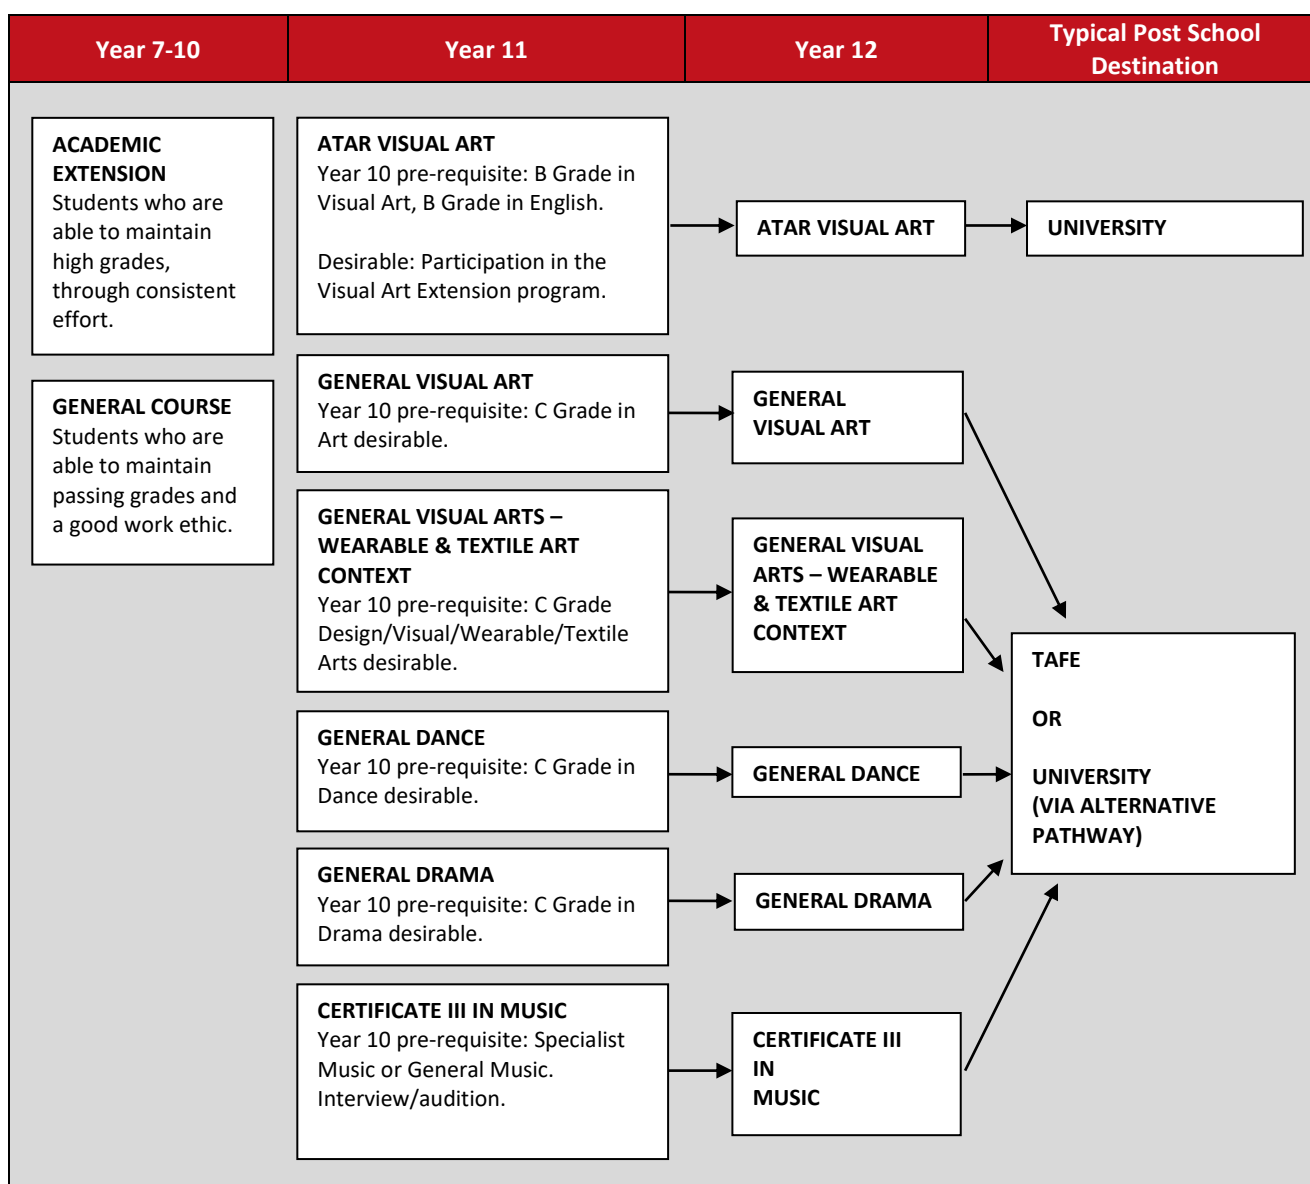 Year 7-10
Year 11
Year 12
Typical Post School
Destination
ACADEMIC
EXTENSION
Students who are
able to maintain
high grades,
through consistent
effort.
GENERAL COURSE
Students who are
able to maintain
passing grades and
a good work ethic.
ATAR VISUAL ART
Year 10 pre-requisite: B Grade in
Visual Art, B Grade in English.
Desirable: Participation in the
Visual Art Extension program.
GENERAL VISUAL ART
Year 10 pre-requisite: C Grade in
Art desirable.
GENERAL VISUAL ARTS –
WEARABLE & TEXTILE ART
CONTEXT
Year 10 pre-requisite: C Grade
Design/Visual/Wearable/Textile
Arts desirable.
GENERAL DANCE
Year 10 pre-requisite: C Grade in
Dance desirable.
GENERAL DRAMA
Year 10 pre-requisite: C Grade in
Drama desirable.
CERTIFICATE III IN MUSIC
Year 10 pre-requisite: Specialist
Music or General Music.
Interview/audition.
ATAR VISUAL ART
GENERAL
VISUAL ART
GENERAL VISUAL
ARTS – WEARABLE
& TEXTILE ART
CONTEXT
GENERAL DANCE
GENERAL DRAMA
CERTIFICATE III
IN
MUSIC
UNIVERSITY
TAFE
OR
UNIVERSITY
(VIA ALTERNATIVE
PATHWAY)